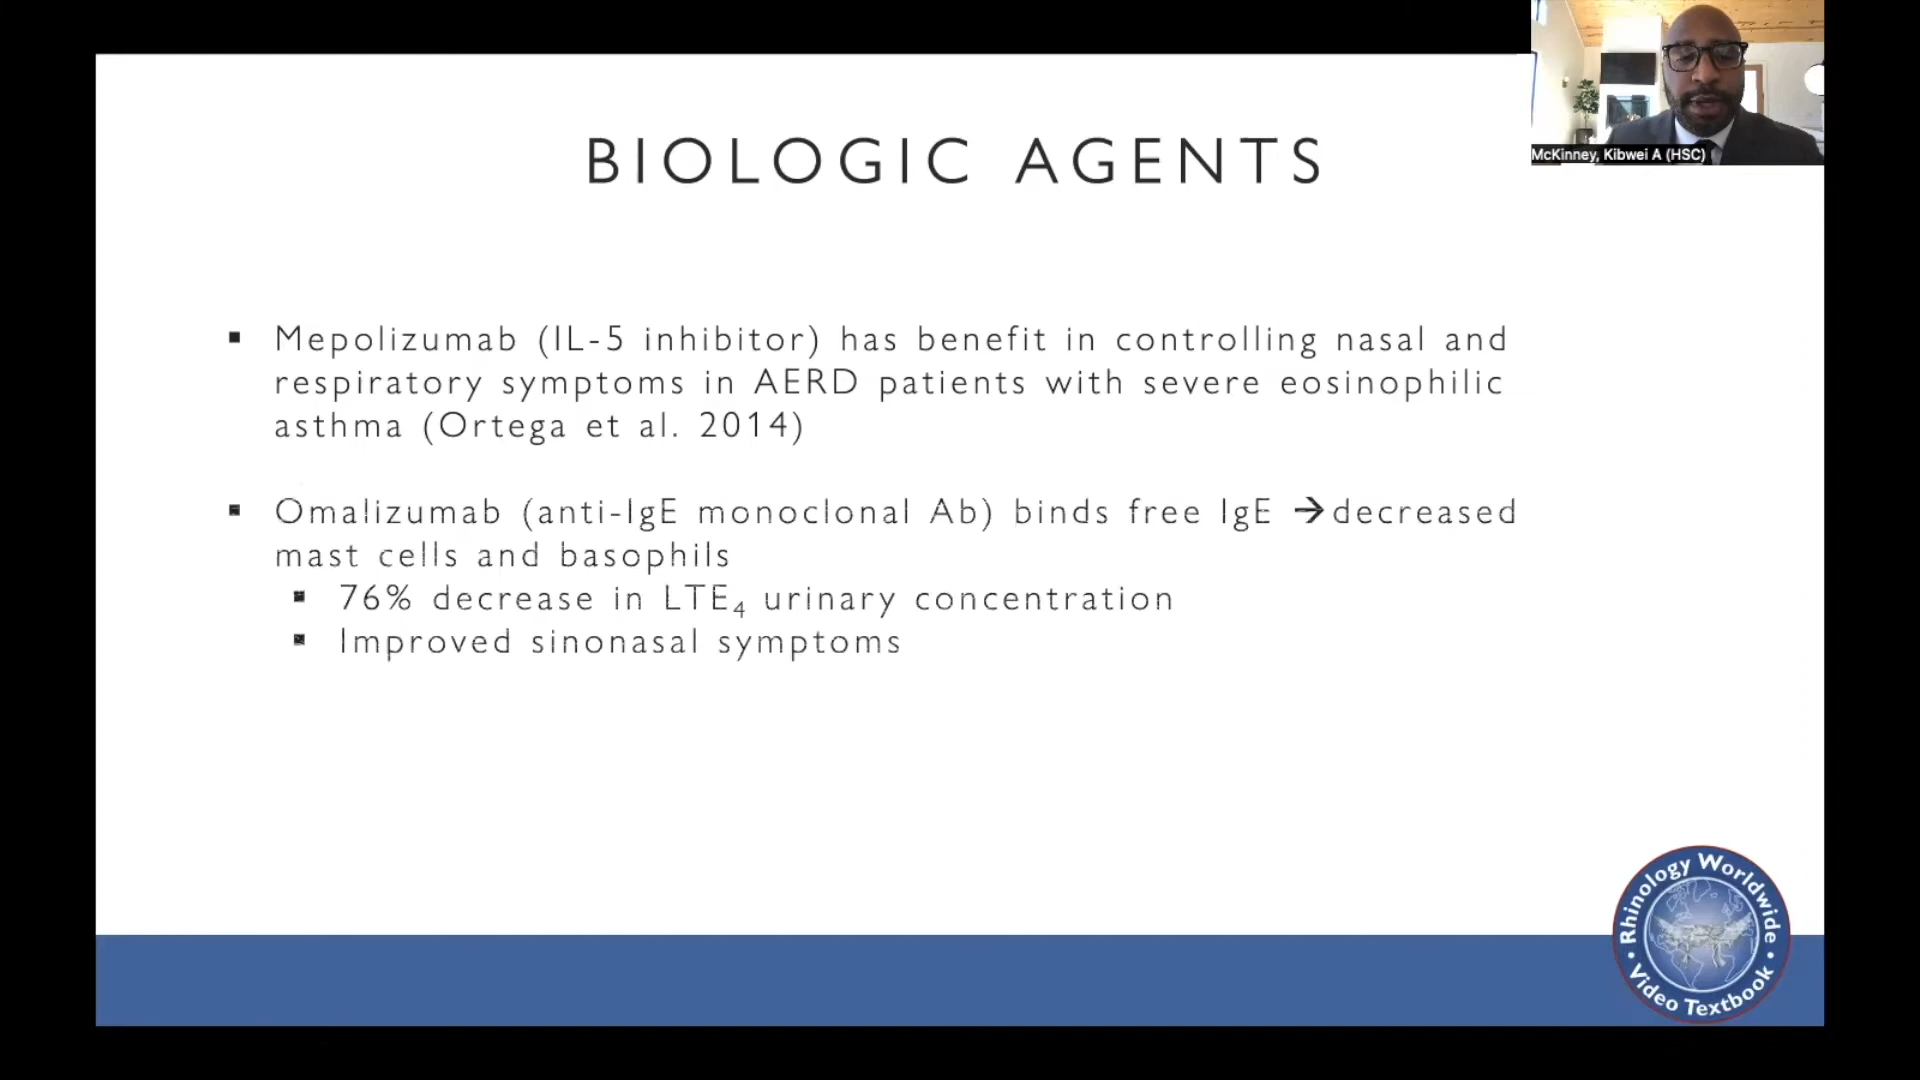 BIOLOGIC AGENTS
McKinney, Kibwei A (HSC)
▪ Mepolizumab (IL-5 inhibitor) has benefit in controlling nasal and
respiratory symptoms in AERD patients with severe eosinophilic
asthma (Ortega et al. 2014)
▪ Omalizumab (anti-IgE monoclonal Ab) binds free IgE →decreased
mast cells and basophils
▪ 76% decrease in LTE₄ urinary concentration
▪ Improved sinonasal symptoms
Rhinology Worldwide
• Video Textbook •